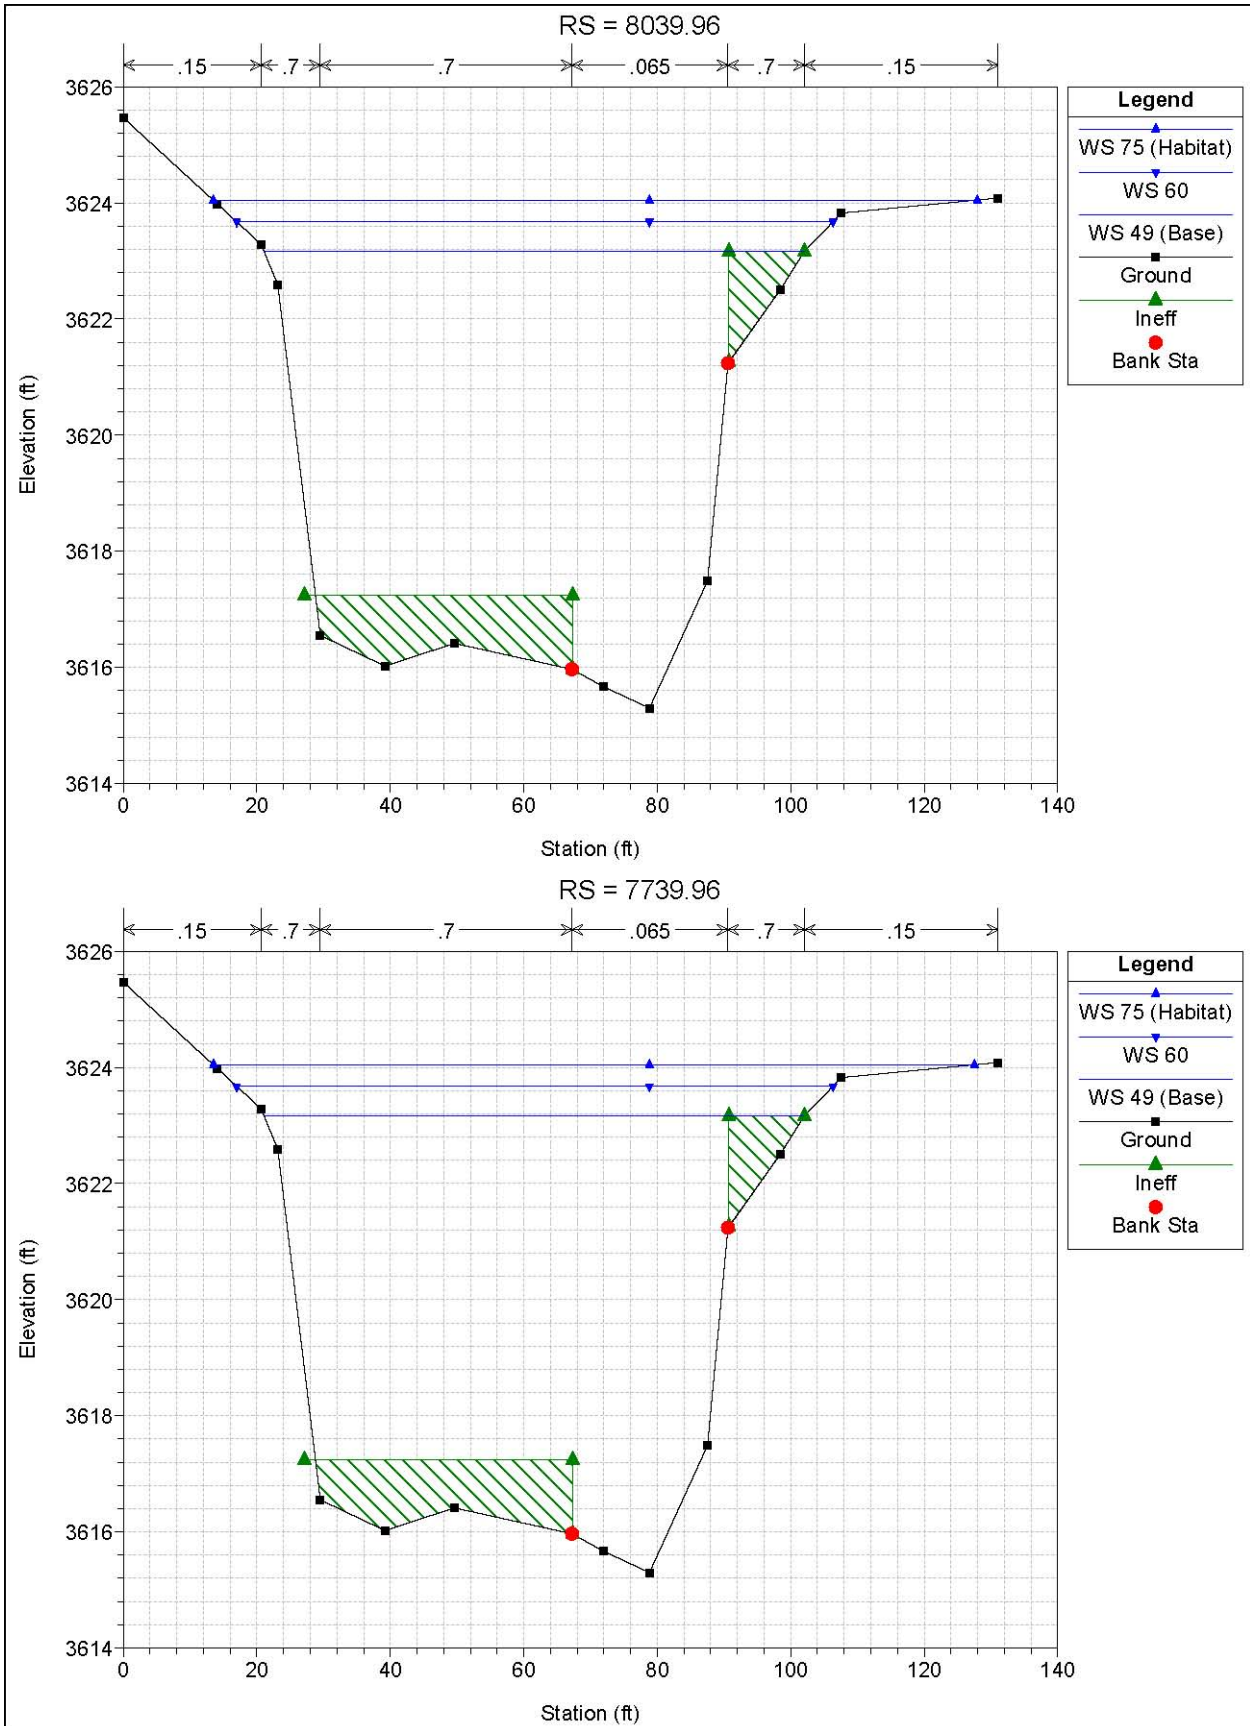 RS = 8039.96
.15 .7 .7 .065 .7 .15
3626
3624
3622
3620
3618
3616
3614
Elevation (ft)
0 20 40 60 80 100 120 140
Station (ft)
Legend
WS 75 (Habitat)
WS 60
WS 49 (Base)
Ground
Ineff
Bank Sta
RS = 7739.96
.15 .7 .7 .065 .7 .15
3626
3624
3622
3620
3618
3616
3614
Elevation (ft)
0 20 40 60 80 100 120 140
Station (ft)
Legend
WS 75 (Habitat)
WS 60
WS 49 (Base)
Ground
Ineff
Bank Sta